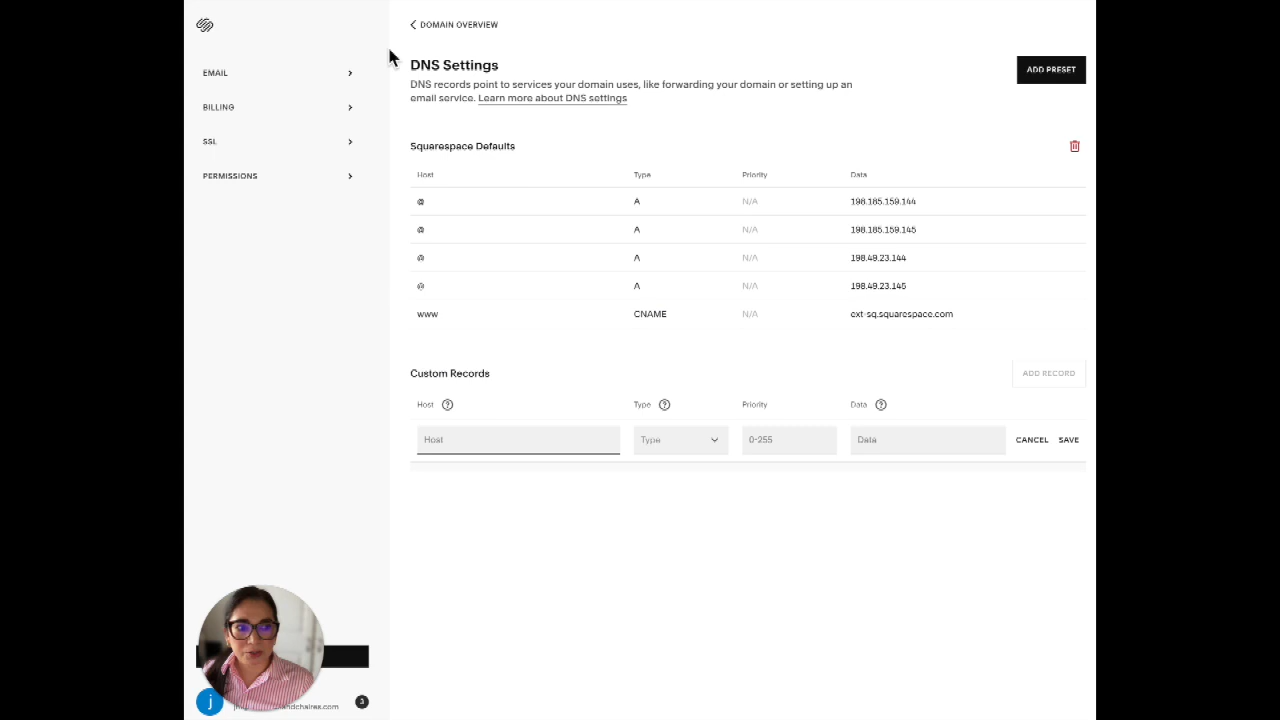 DOMAIN OVERVIEW
EMAIL
BILLING
SSL
PERMISSIONS
DNS Settings
DNS records point to services your domain uses, like forwarding your domain or setting up an
email service. Learn more about DNS settings
ADD PRESET
Squarespace Defaults
Host Type Priority Data
@ A N/A 198.185.159.144
@ A N/A 198.185.159.145
@ A N/A 198.49.23.144
@ A N/A 198.49.23.145
www CNAME N/A ext-sq.squarespace.com
Custom Records
ADD RECORD
Host ? Type ? Priority Data ?
Host Type 0-255 Data CANCEL SAVE
j
3